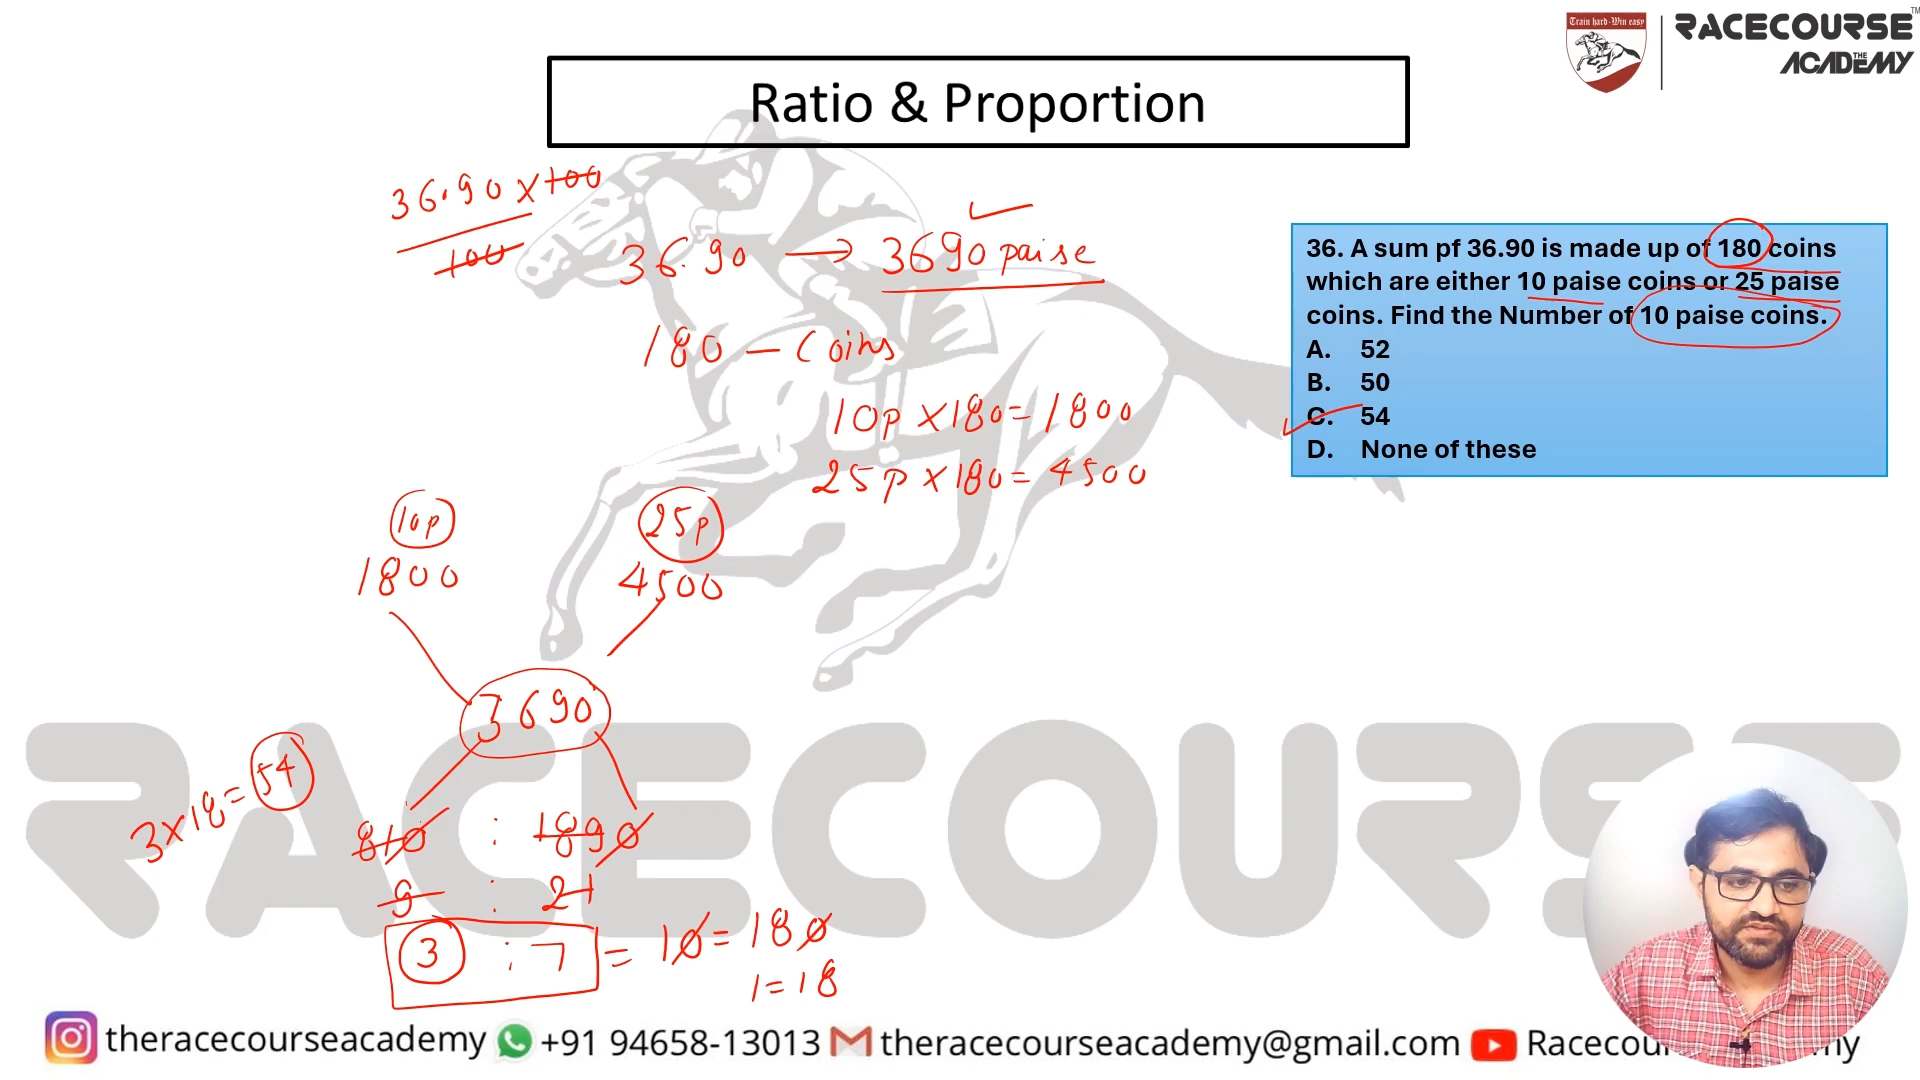 Train hard-Win easy
RACECOURSE
THE ACADEMY
TM
Ratio & Proportion
36.90 x 100
100
36.90 → 3690 paise
180 - Coins
10p x 180 = 1800
25p x 180 = 4500
36. A sum pf 36.90 is made up of 180 coins
which are either 10 paise coins or 25 paise
coins. Find the Number of 10 paise coins.
A. 52
B. 50
C. 54
D. None of these
10p 25p
1800 4500
3690
3x18=54
810 : 1890
9 : 21
3 : 7 = 10 = 180
1 = 18
RACECOURSE
theracecourseacademy +91 94658-13013 theracecourseacademy@gmail.com